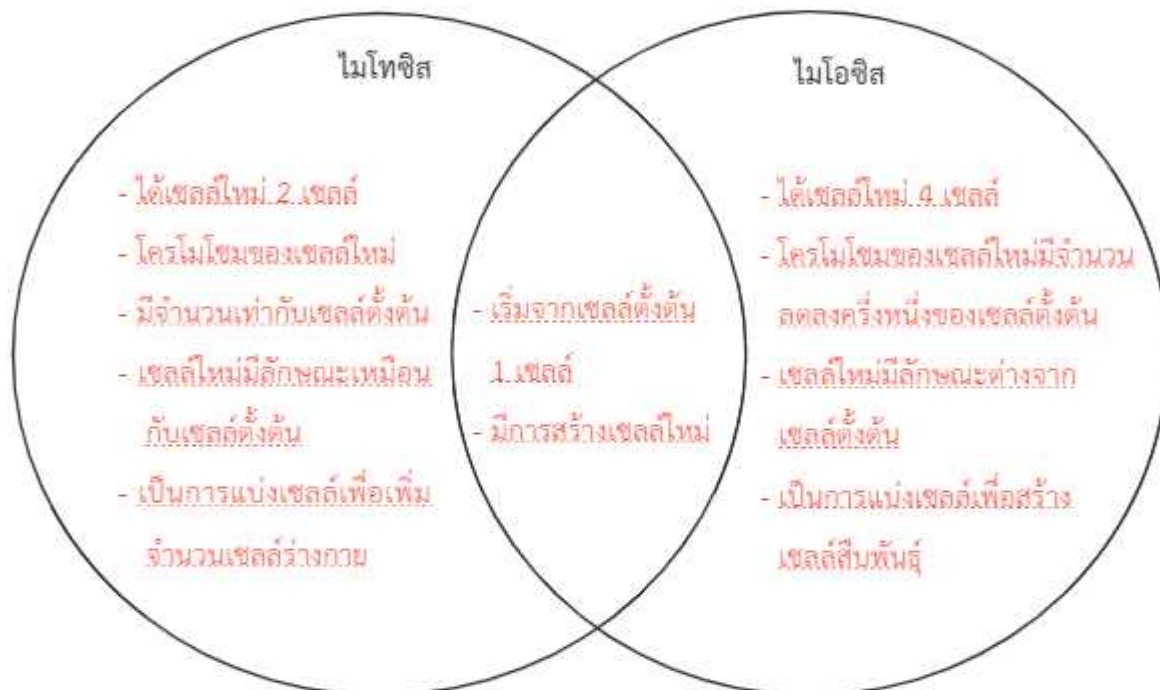 ไมโทซิส
- ได้เซลล์ใหม่ 2 เซลล์
- โครโมโซมของเซลล์ใหม่
- มีจำนวนเท่ากับเซลล์ตั้งต้น
- เซลล์ใหม่มีลักษณะเหมือน
กับเซลล์ตั้งต้น
- เป็นการแบ่งเซลล์เพื่อเพิ่ม
จำนวนเซลล์ร่างกาย
- เริ่มจากเซลล์ตั้งต้น
1 เซลล์
- มีการสร้างเซลล์ใหม่
ไมโอซิส
- ได้เซลล์ใหม่ 4 เซลล์
- โครโมโซมของเซลล์ใหม่มีจำนวน
ลดลงครึ่งหนึ่งของเซลล์ตั้งต้น
- เซลล์ใหม่มีลักษณะต่างจาก
เซลล์ตั้งต้น
- เป็นการแบ่งเซลล์เพื่อสร้าง
เซลล์สืบพันธุ์